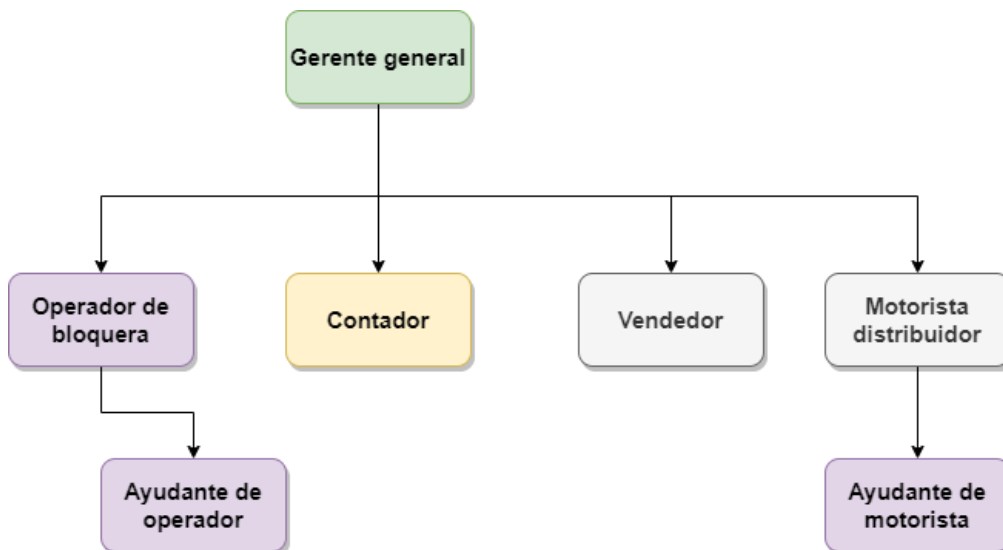 Gerente general
Operador de
bloquera
Contador
Vendedor
Motorista
distribuidor
Ayudante de
operador
Ayudante de
motorista